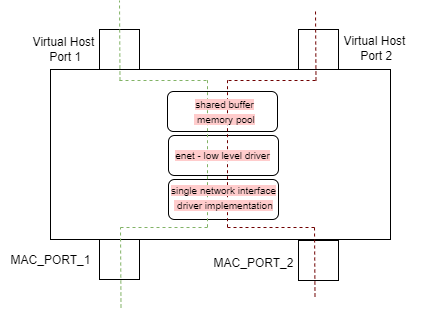 Virtual Host
Port 1
Virtual Host
Port 2
shared buffer
memory pool
enet - low level driver
single network interface
driver implementation
MAC_PORT_1
MAC_PORT_2